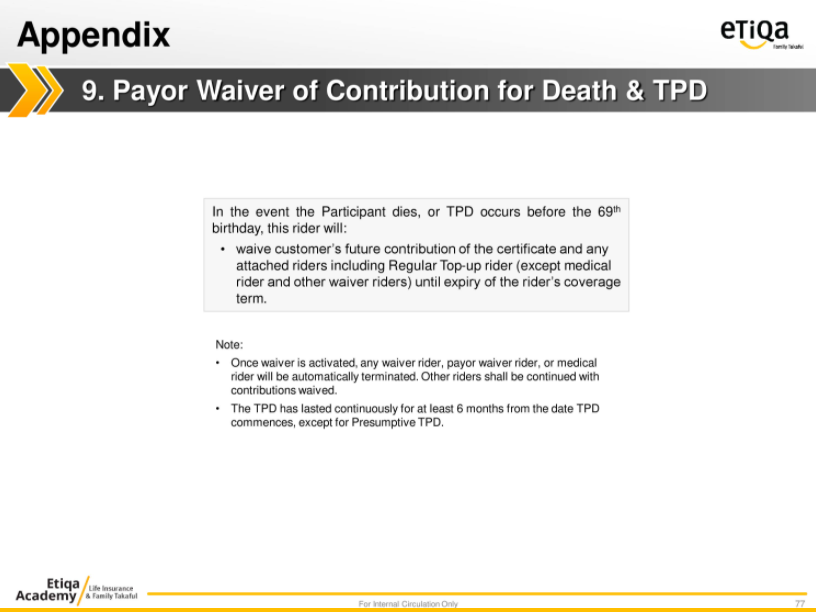 Appendix
eTiQa
Family Takaful
9. Payor Waiver of Contribution for Death & TPD
In the event the Participant dies, or TPD occurs before the 69th
birthday, this rider will:
• waive customer's future contribution of the certificate and any
attached riders including Regular Top-up rider (except medical
rider and other waiver riders) until expiry of the rider's coverage
term.
Note:
• Once waiver is activated, any waiver rider, payor waiver rider, or medical
rider will be automatically terminated. Other riders shall be continued with
contributions waived.
• The TPD has lasted continuously for at least 6 months from the date TPD
commences, except for Presumptive TPD.
Etiqa
Academy
Life Insurance
& Family Takaful
For Internal Circulation Only
77